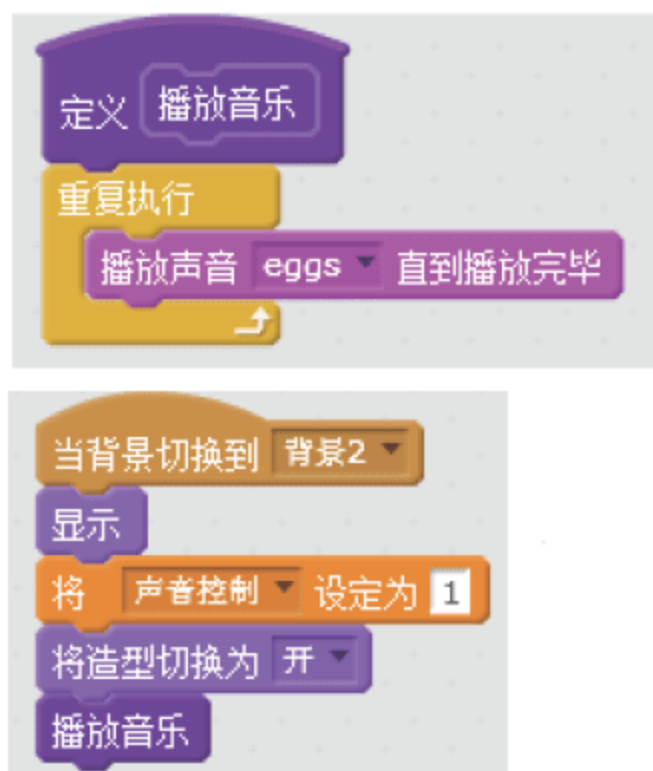 定义 播放音乐
重复执行
播放声音 eggs 直到播放完毕
当背景切换到 背景2
显示
将 声音控制 设定为 1
将造型切换为 开
播放音乐